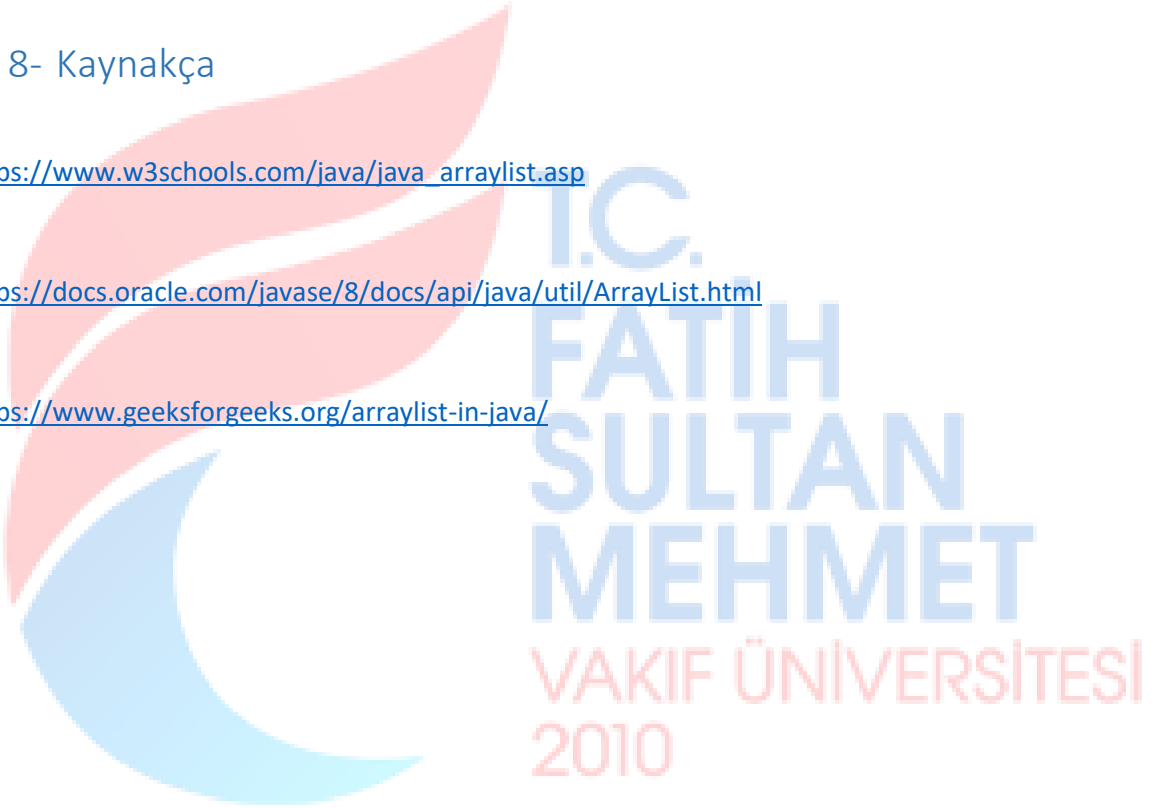 8- Kaynakça
ps://www.w3schools.com/java/java_arraylist.asp
T.C.
ps://docs.oracle.com/javase/8/docs/api/java/util/ArrayList.html
FATİH
ps://www.geeksforgeeks.org/arraylist-in-java/
SULTAN
MEHMET
VAKIF ÜNİVERSİTESİ
2010